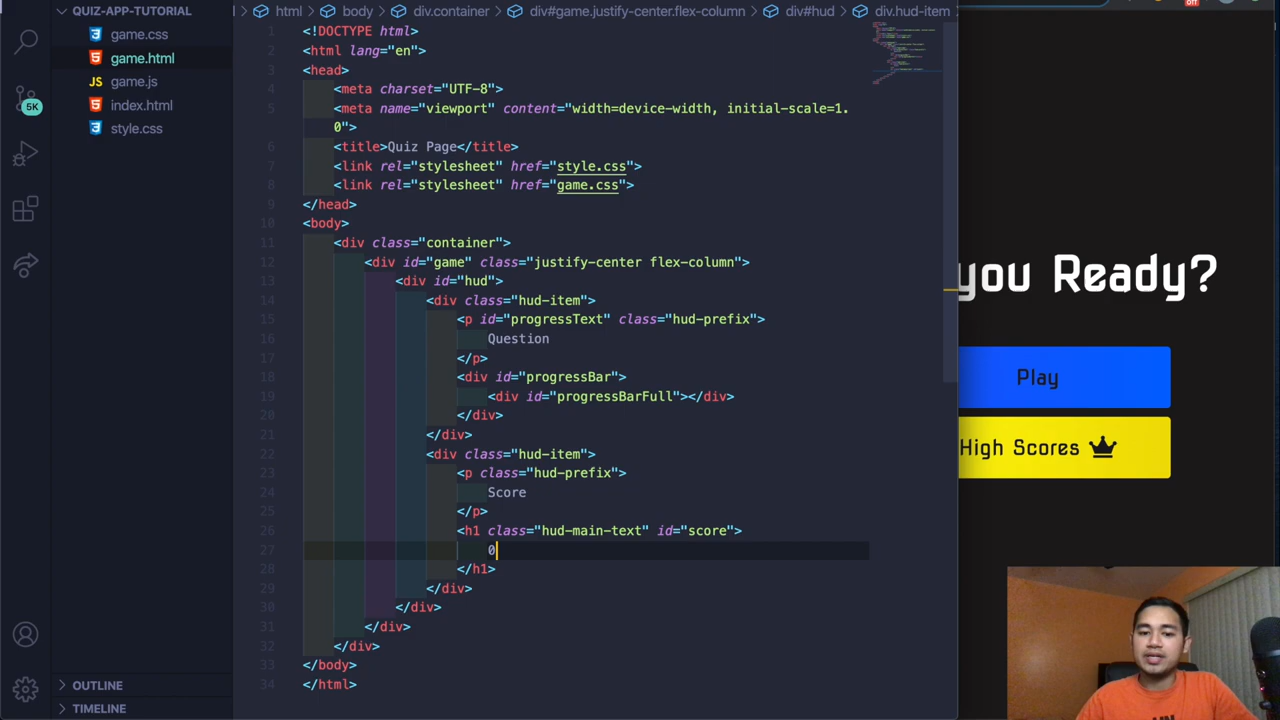 QUIZ-APP-TUTORIAL
game.css
game.html
JS game.js
index.html
style.css
5K
OUTLINE
TIMELINE
html > body > div.container > div#game.justify-center.flex-column > div#hud > div.hud-item
1 <!DOCTYPE html>
2 <html lang="en">
3 <head>
4 <meta charset="UTF-8">
5 <meta name="viewport" content="width=device-width, initial-scale=1.
0">
6 <title>Quiz Page</title>
7 <link rel="stylesheet" href="style.css">
8 <link rel="stylesheet" href="game.css">
9 </head>
10 <body>
11 <div class="container">
12 <div id="game" class="justify-center flex-column">
13 <div id="hud">
14 <div class="hud-item">
15 <p id="progressText" class="hud-prefix">
16 Question
17 </p>
18 <div id="progressBar">
19 <div id="progressBarFull"></div>
20 </div>
21 </div>
22 <div class="hud-item">
23 <p class="hud-prefix">
24 Score
25 </p>
26 <h1 class="hud-main-text" id="score">
27 0
28 </h1>
29 </div>
30 </div>
31 </div>
32 </div>
33 </body>
34 </html>
off
you Ready?
Play
High Scores